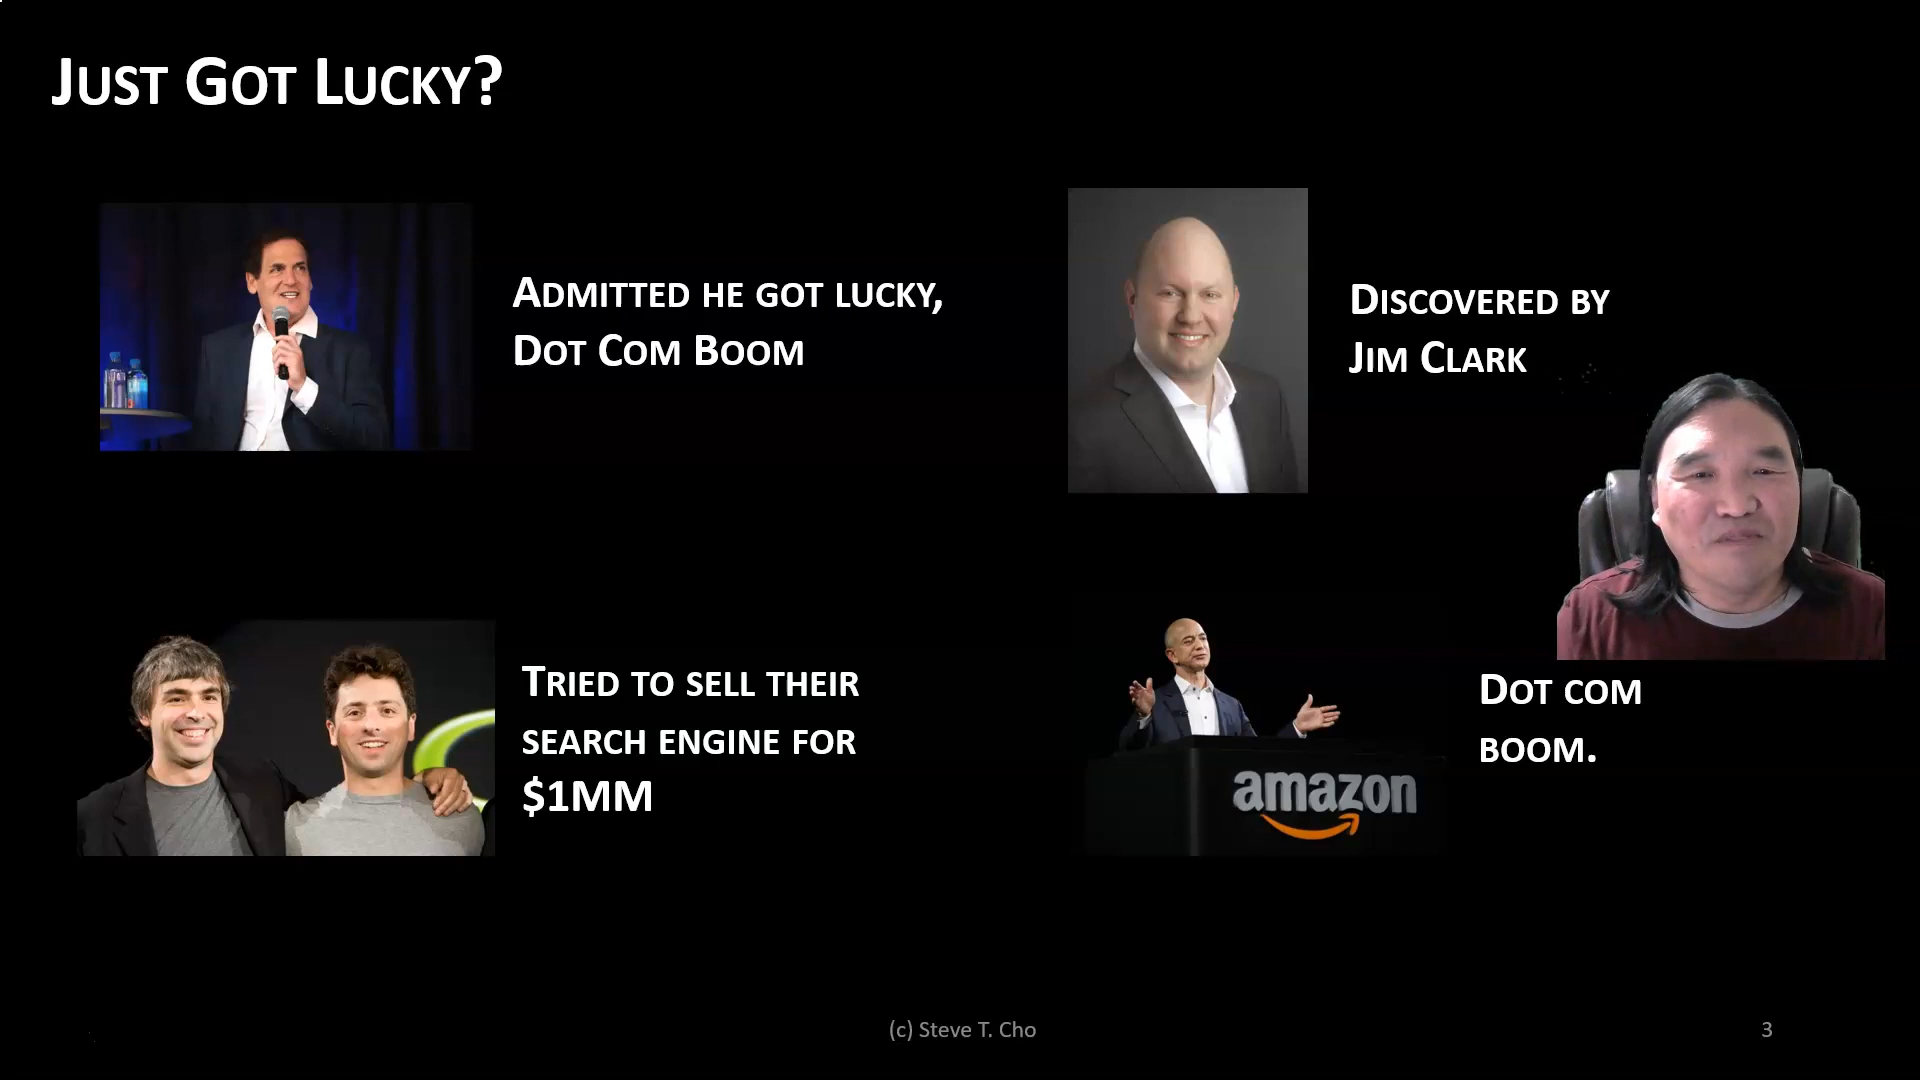 Just Got Lucky?
Admitted he got lucky,
Dot Com Boom
Discovered by
Jim Clark
Tried to sell their
search engine for
$1MM
Dot com
boom.
amazon
(c) Steve T. Cho
3